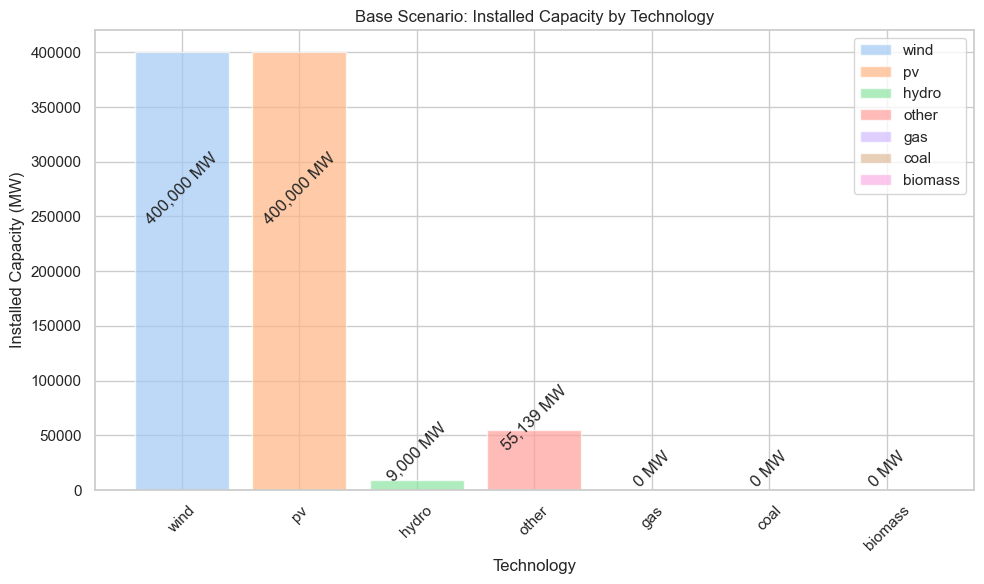 Base Scenario: Installed Capacity by Technology
Installed Capacity (MW)
400000
350000
300000
250000
200000
150000
100000
50000
0
400,000 MW
400,000 MW
9,000 MW
55,139 MW
0 MW
0 MW
0 MW
wind
pv
hydro
other
gas
coal
biomass
wind
pv
hydro
other
gas
coal
biomass
Technology